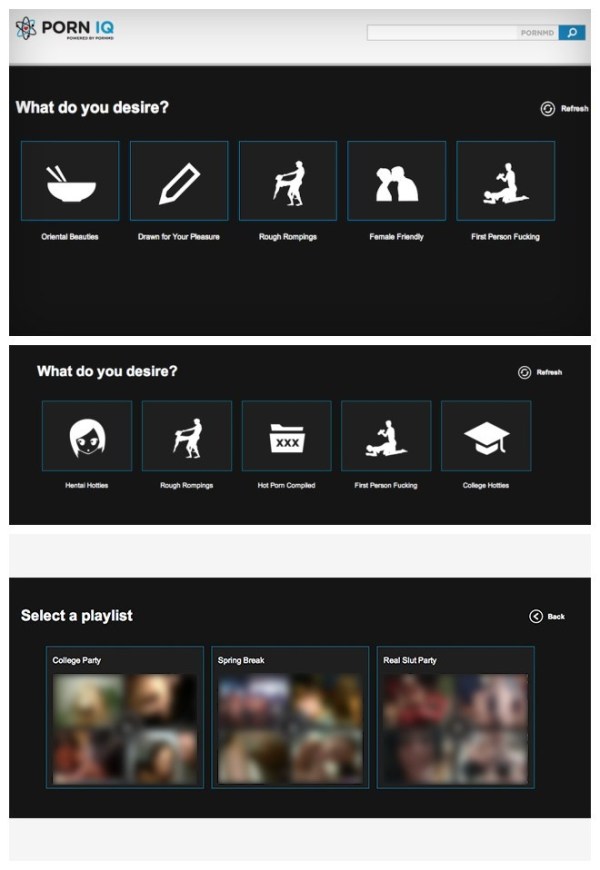 PORN IQ
POWERED BY PORNMD
PORNMD
What do you desire?
Refresh
Oriental Beauties
Drawn for Your Pleasure
Rough Rompings
Female Friendly
First Person Fucking
What do you desire?
Refresh
XXX
Hentai Hotties
Rough Rompings
Hot Porn Compiled
First Person Fucking
College Hotties
Select a playlist
Back
College Party
Spring Break
Real Slut Party